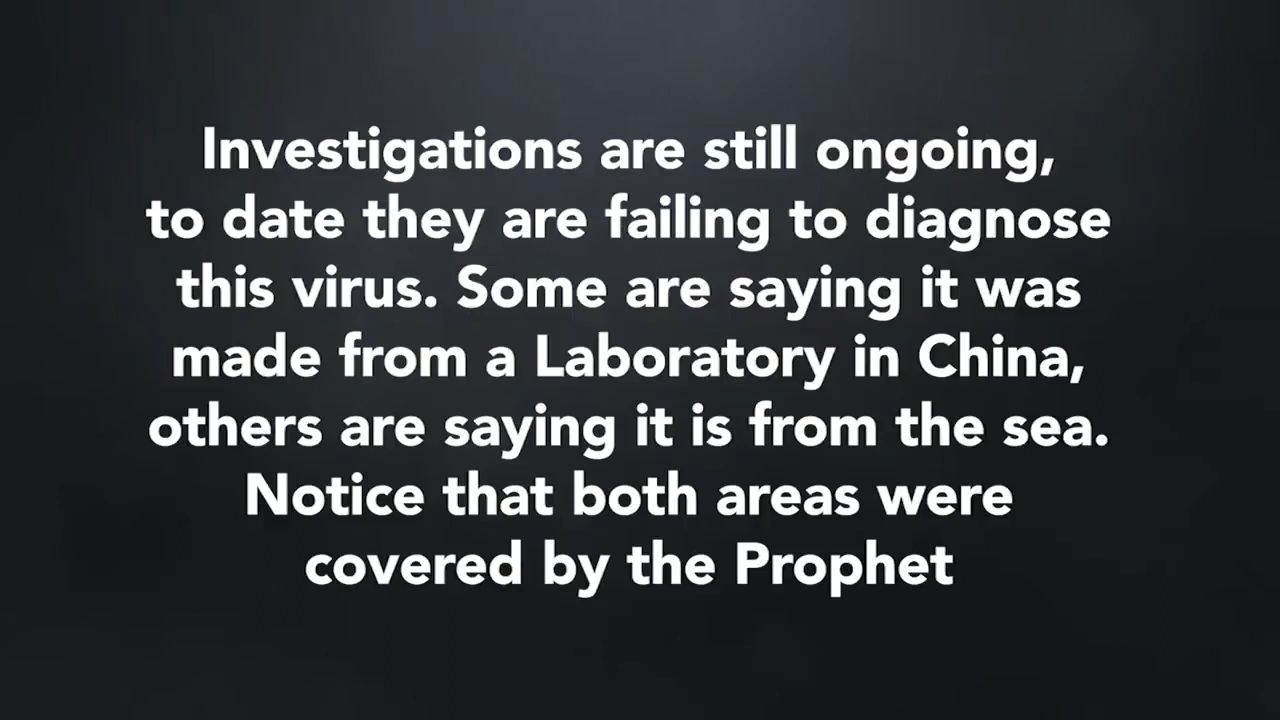 Investigations are still ongoing,
to date they are failing to diagnose
this virus. Some are saying it was
made from a Laboratory in China,
others are saying it is from the sea.
Notice that both areas were
covered by the Prophet